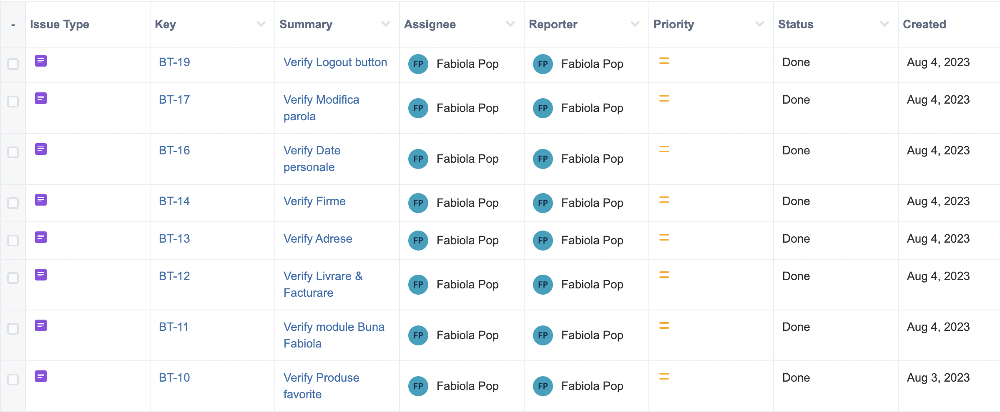 - Issue Type Key Summary Assignee Reporter Priority Status Created
BT-19 Verify Logout button FP Fabiola Pop FP Fabiola Pop Done Aug 4, 2023
BT-17 Verify Modifica FP Fabiola Pop FP Fabiola Pop Done Aug 4, 2023
parola
BT-16 Verify Date FP Fabiola Pop FP Fabiola Pop Done Aug 4, 2023
personale
BT-14 Verify Firme FP Fabiola Pop FP Fabiola Pop Done Aug 4, 2023
BT-13 Verify Adrese FP Fabiola Pop FP Fabiola Pop Done Aug 4, 2023
BT-12 Verify Livrare & FP Fabiola Pop FP Fabiola Pop Done Aug 4, 2023
Facturare
BT-11 Verify module Buna FP Fabiola Pop FP Fabiola Pop Done Aug 4, 2023
Fabiola
BT-10 Verify Produse FP Fabiola Pop FP Fabiola Pop Done Aug 3, 2023
favorite